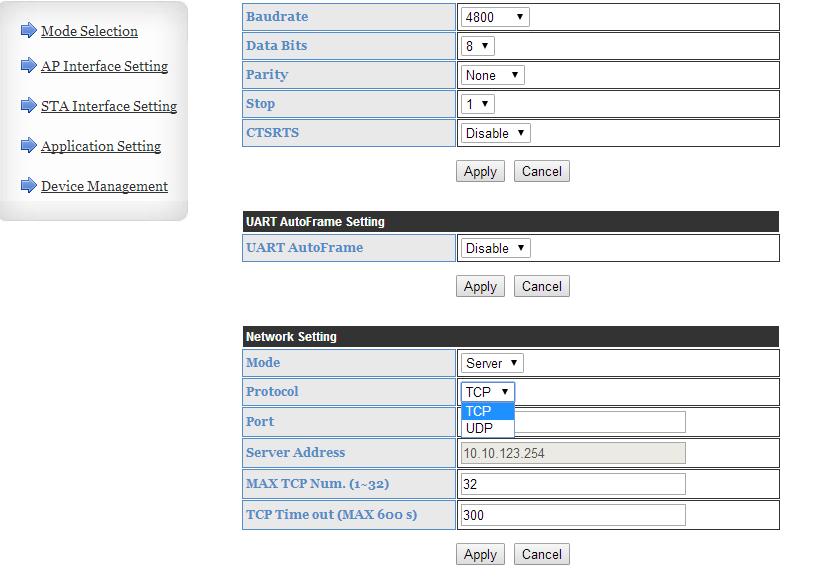 Mode Selection
AP Interface Setting
STA Interface Setting
Application Setting
Device Management
Baudrate 4800
Data Bits 8
Parity None
Stop 1
CTSRTS Disable
Apply Cancel
UART AutoFrame Setting
UART AutoFrame Disable
Apply Cancel
Network Setting
Mode Server
Protocol TCP
TCP
UDP
Port
Server Address 10.10.123.254
MAX TCP Num. (1~32) 32
TCP Time out (MAX 600 s) 300
Apply Cancel